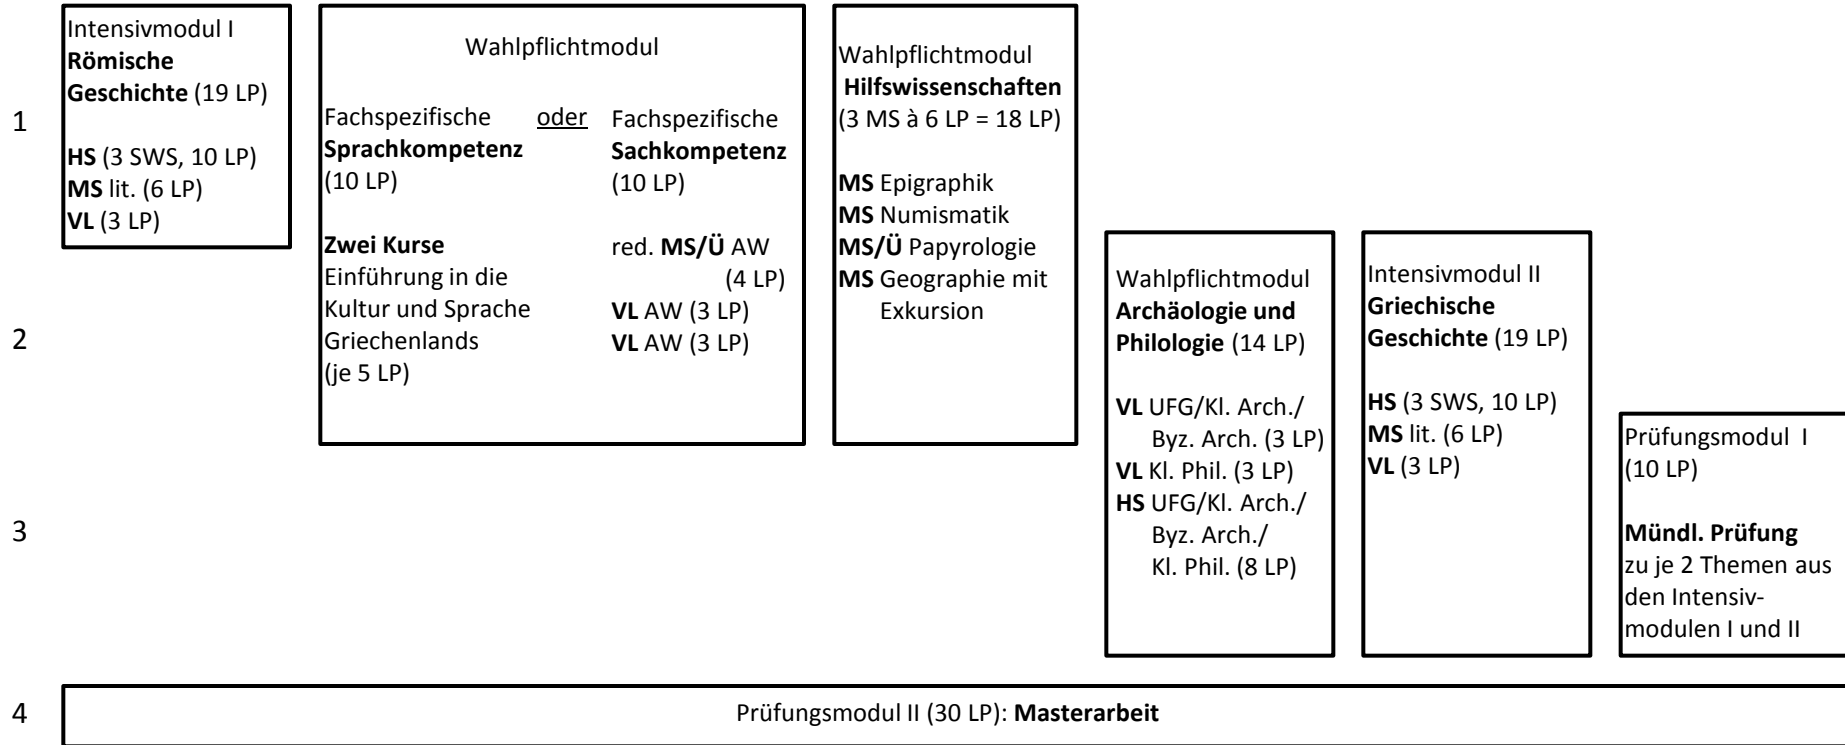 1
2
3
4
Intensivmodul I
Römische
Geschichte (19 LP)
HS (3 SWS, 10 LP)
MS lit. (6 LP)
VL (3 LP)
Wahlpflichtmodul
Fachspezifische
Sprachkompetenz
(10 LP)
Zwei Kurse
Einführung in die
Kultur und Sprache
Griechenlands
(je 5 LP)
oder
Fachspezifische
Sachkompetenz
(10 LP)
red. MS/Ü AW
(4 LP)
VL AW (3 LP)
VL AW (3 LP)
Wahlpflichtmodul
Hilfswissenschaften
(3 MS à 6 LP = 18 LP)
MS Epigraphik
MS Numismatik
MS/Ü Papyrologie
MS Geographie mit
Exkursion
Wahlpflichtmodul
Archäologie und
Philologie (14 LP)
VL UFG/Kl. Arch./
Byz. Arch. (3 LP)
VL Kl. Phil. (3 LP)
HS UFG/Kl. Arch./
Byz. Arch./
Kl. Phil. (8 LP)
Intensivmodul II
Griechische
Geschichte (19 LP)
HS (3 SWS, 10 LP)
MS lit. (6 LP)
VL (3 LP)
Prüfungsmodul I
(10 LP)
Mündl. Prüfung
zu je 2 Themen aus
den Intensiv-
modulen I und II
Prüfungsmodul II (30 LP): Masterarbeit